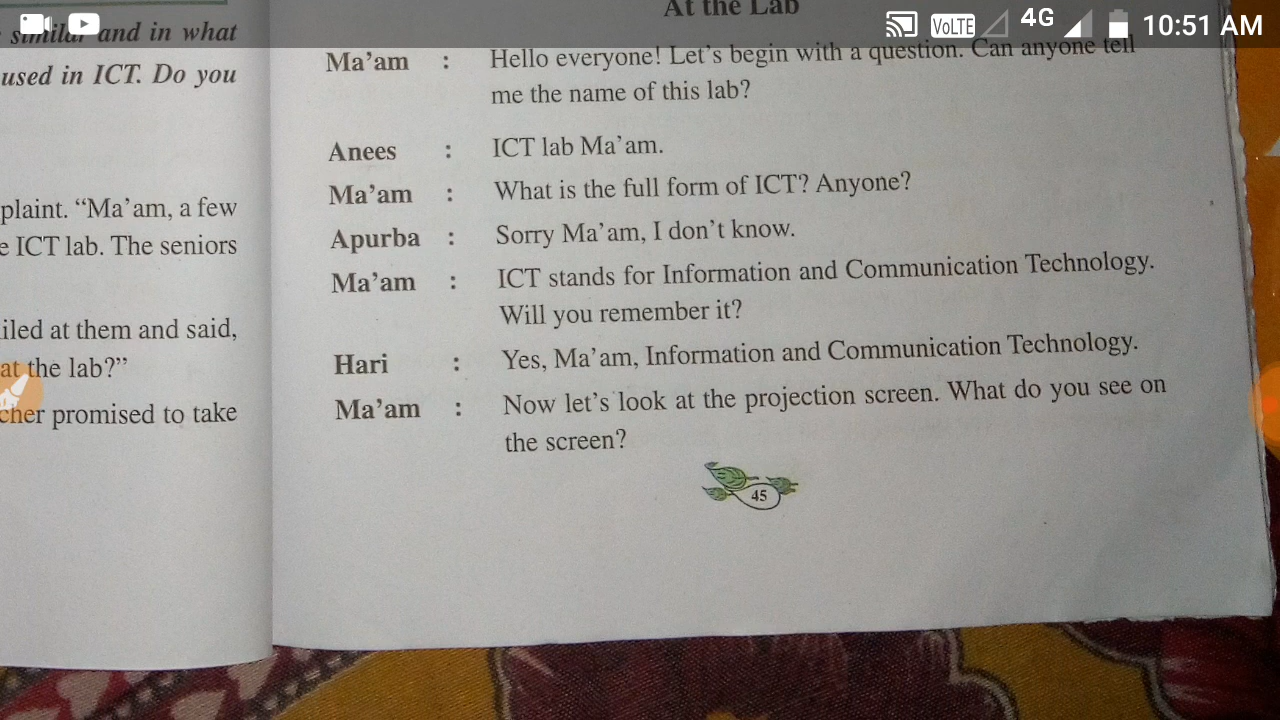 VoLTE 4G 10:51 AM
similar and in what
used in ICT. Do you
plaint. “Ma’am, a few
e ICT lab. The seniors
iled at them and said,
at the lab?”
cher promised to take
At the Lab
Ma’am : Hello everyone! Let’s begin with a question. Can anyone tell
me the name of this lab?
Anees : ICT lab Ma’am.
Ma’am : What is the full form of ICT? Anyone?
Apurba : Sorry Ma’am, I don’t know.
Ma’am : ICT stands for Information and Communication Technology.
Will you remember it?
Hari : Yes, Ma’am, Information and Communication Technology.
Ma’am : Now let’s look at the projection screen. What do you see on
the screen?
45